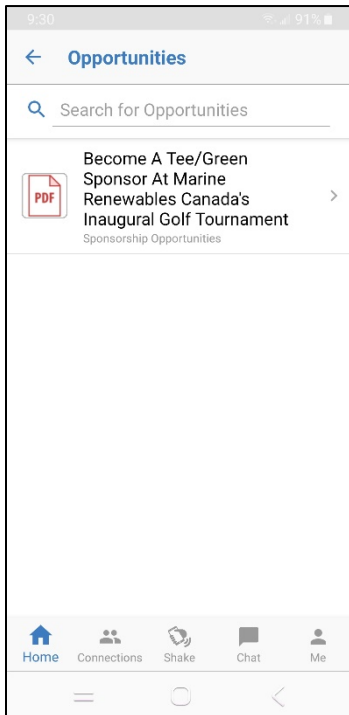 9:30
91%
Opportunities
Search for Opportunities
PDF
Become A Tee/Green
Sponsor At Marine
Renewables Canada's
Inaugural Golf Tournament
Sponsorship Opportunities
Home
Connections
Shake
Chat
Me